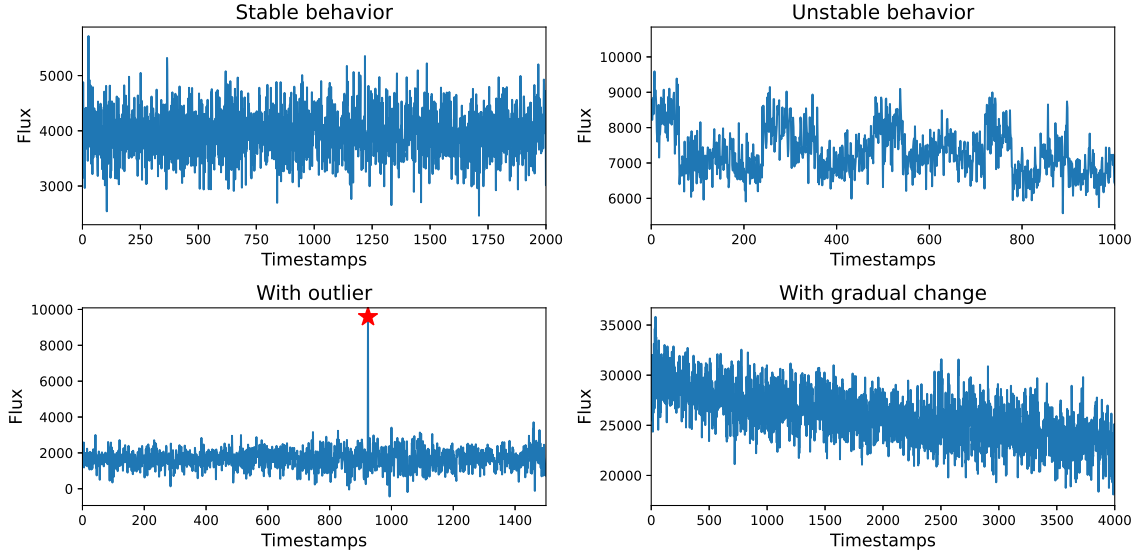 Stable behavior
5000
4000
3000
Flux
0 250 500 750 1000 1250 1500 1750 2000
Timestamps
Unstable behavior
10000
9000
8000
7000
6000
Flux
0 200 400 600 800 1000
Timestamps
With outlier
10000
8000
6000
4000
2000
0
Flux
0 200 400 600 800 1000 1200 1400
Timestamps
With gradual change
35000
30000
25000
20000
Flux
0 500 1000 1500 2000 2500 3000 3500 4000
Timestamps